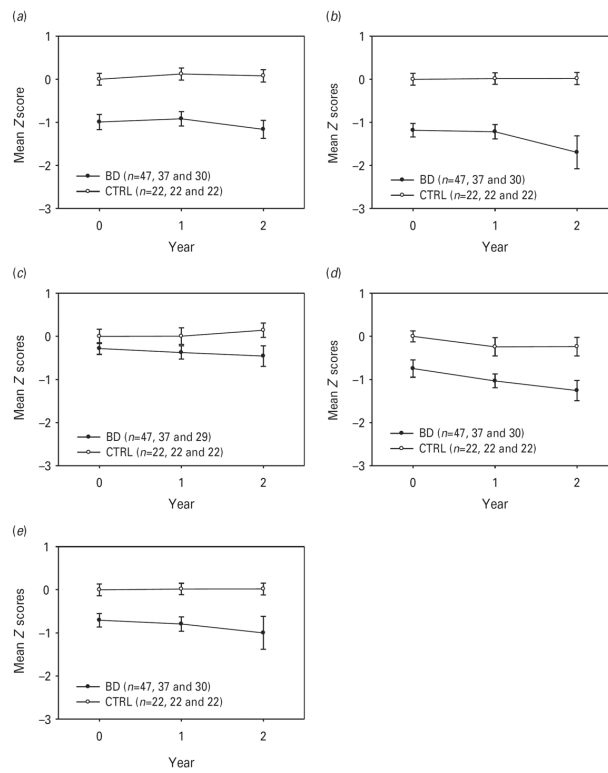 (a)
1
0
−1
−2
−3
Mean Z score
BD (n=47, 37 and 30)
CTRL (n=22, 22 and 22)
0 1 2
Year
(b)
1
0
−1
−2
−3
Mean Z scores
BD (n=47, 37 and 30)
CTRL (n=22, 22 and 22)
0 1 2
Year
(c)
1
0
−1
−2
−3
Mean Z scores
BD (n=47, 37 and 29)
CTRL (n=22, 22 and 22)
0 1 2
Year
(d)
1
0
−1
−2
−3
Mean Z scores
BD (n=47, 37 and 30)
CTRL (n=22, 22 and 22)
0 1 2
Year
(e)
1
0
−1
−2
−3
Mean Z scores
BD (n=47, 37 and 30)
CTRL (n=22, 22 and 22)
0 1 2
Year